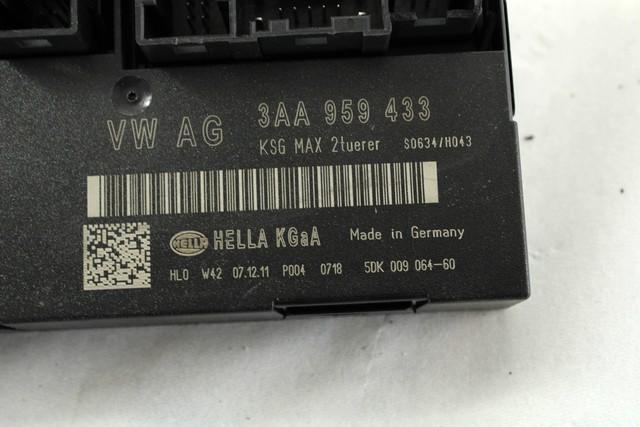 VW AG 3AA 959 433
KSG MAX 2tuerer S0634/H043
HELLA HELLA KGaA Made in Germany
HLO W42 07.12.11 P004 0718 5DK 009 064-60